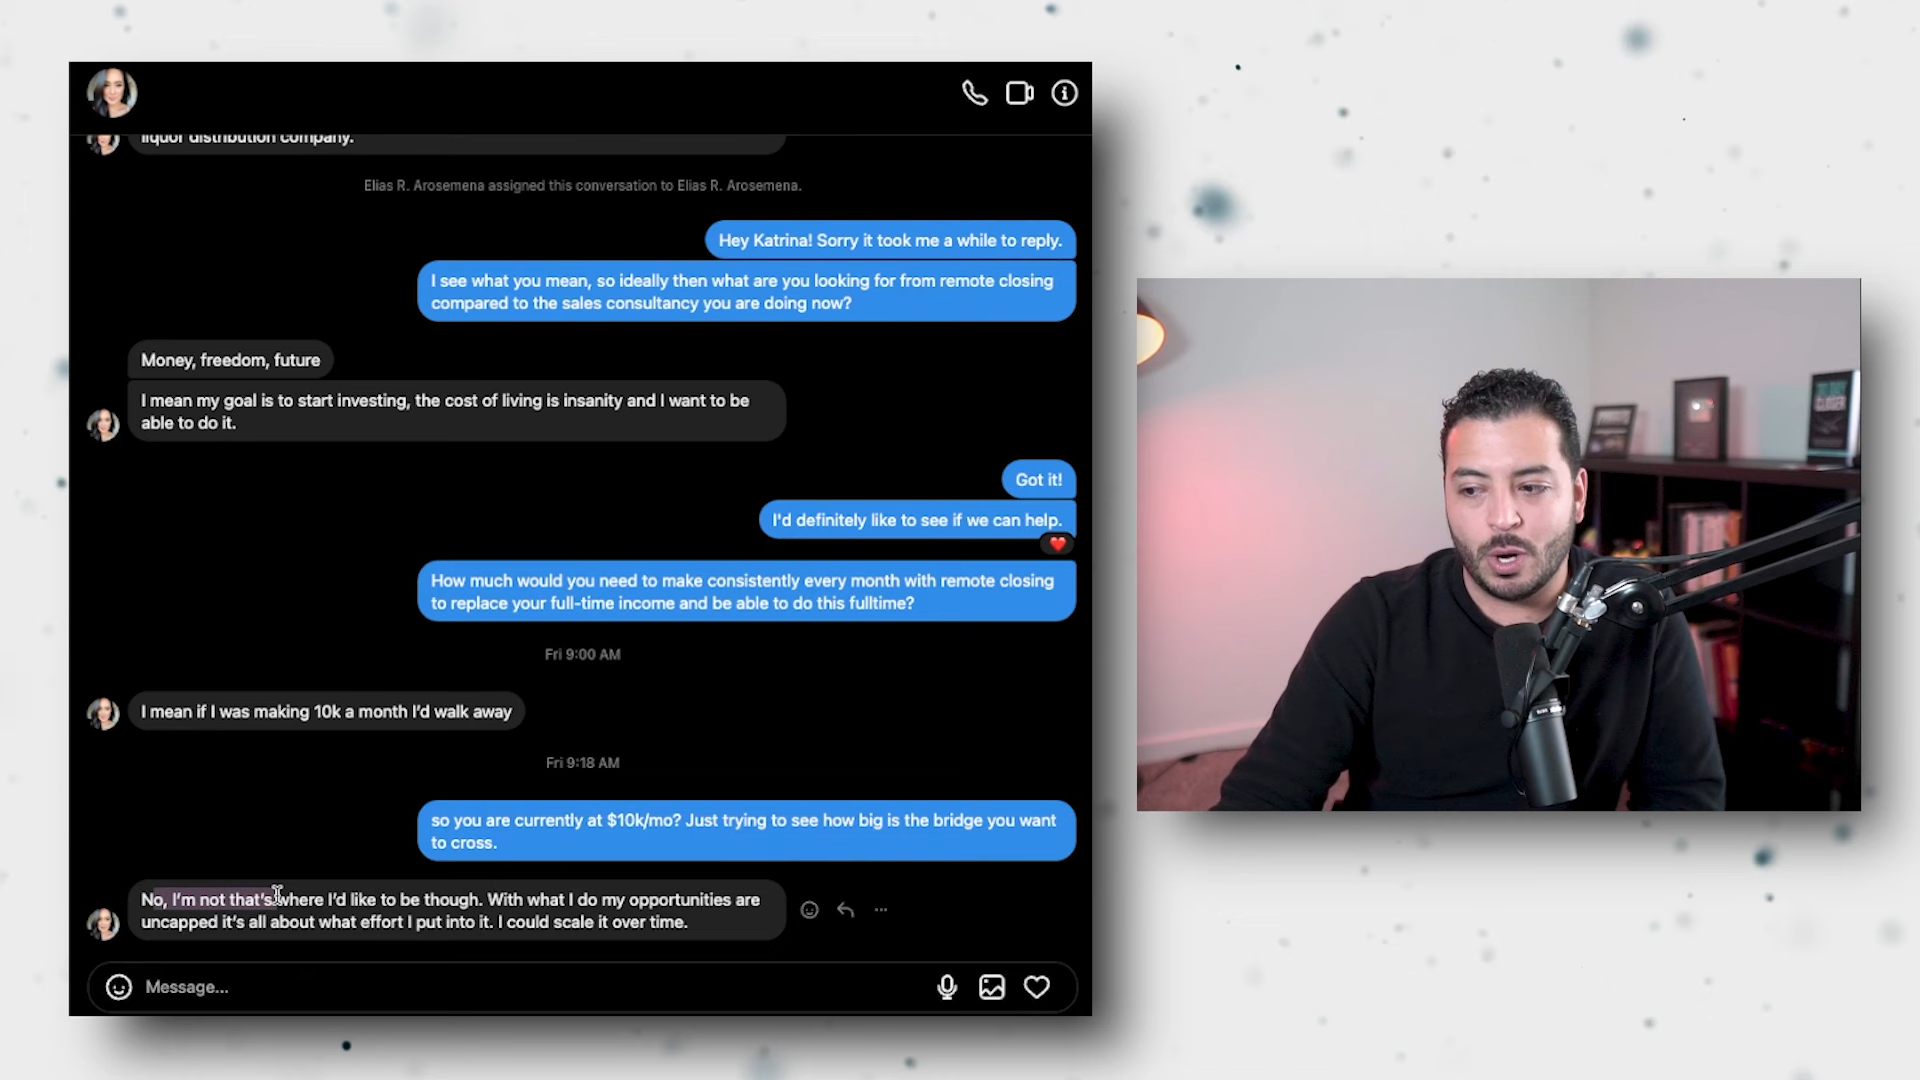 liquor distribution company.
Elias R. Arosemena assigned this conversation to Elias R. Arosemena.
Hey Katrina! Sorry it took me a while to reply.
I see what you mean, so ideally then what are you looking for from remote closing
compared to the sales consultancy you are doing now?
Money, freedom, future
I mean my goal is to start investing, the cost of living is insanity and I want to be
able to do it.
Got it!
I'd definitely like to see if we can help.
How much would you need to make consistently every month with remote closing
to replace your full-time income and be able to do this fulltime?
Fri 9:00 AM
I mean if I was making 10k a month I'd walk away
Fri 9:18 AM
so you are currently at $10k/mo? Just trying to see how big is the bridge you want
to cross.
No, I'm not that's where I'd like to be though. With what I do my opportunities are
uncapped it's all about what effort I put into it. I could scale it over time.
Message...